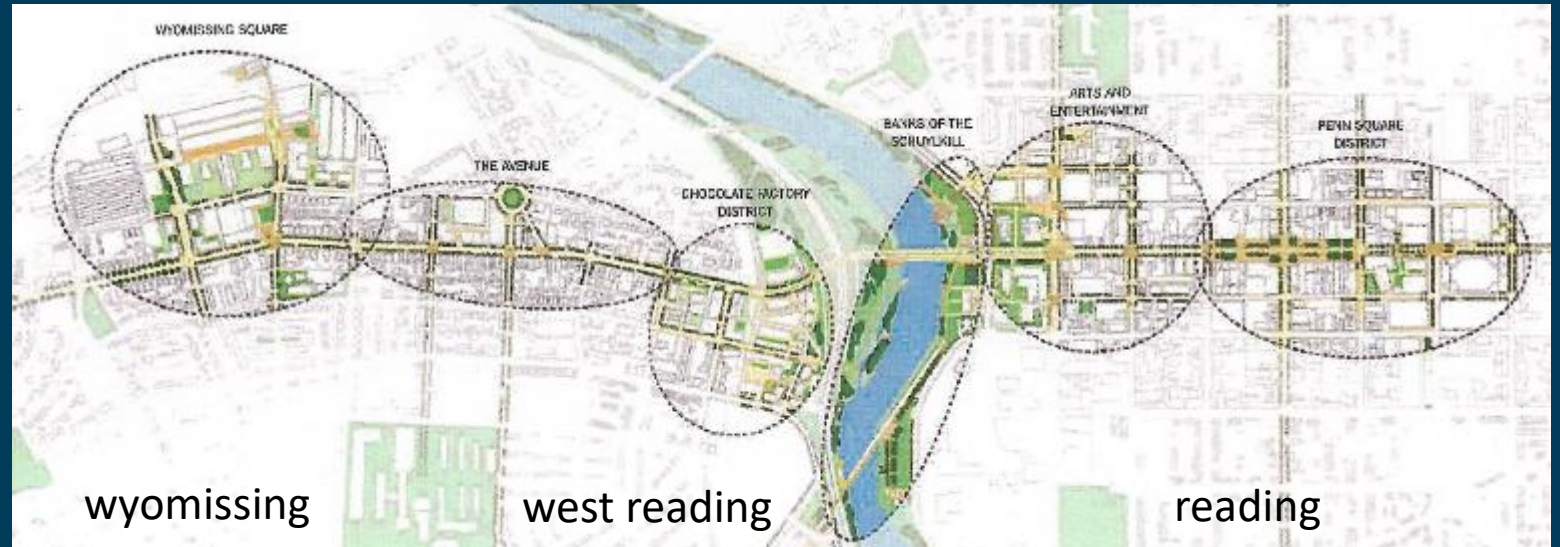 WYOMISSING SQUARE
THE AVENUE
CHOCOLATE FACTORY
DISTRICT
BANKS OF THE
SCHUYLKILL
ARTS AND
ENTERTAINMENT
PENN SQUARE
DISTRICT
wyomissing
west reading
reading